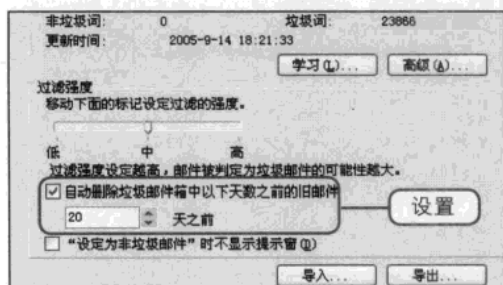 非垃圾词: 0 垃圾词: 23866
更新时间: 2005-9-14 18:21:33
学习(L)... 高级(A)...
过滤强度
移动下面的标记设定过滤的强度。
低 中 高
过滤强度设定越高，邮件被判定为垃圾邮件的可能性越大。
自动删除垃圾邮件箱中以下天数之前的旧邮件
20 天之前
设置
“设定为非垃圾邮件”时不显示提示窗(D)
导入... 导出...